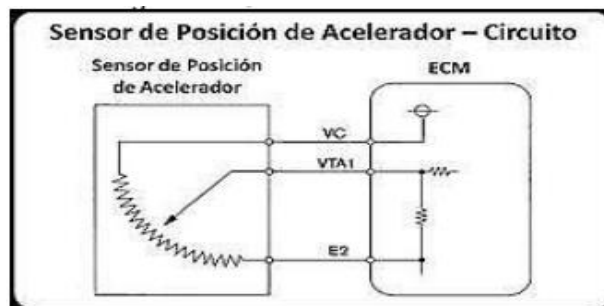 Sensor de Posición de Acelerador – Circuito
Sensor de Posición
de Acelerador
ECM
VC
VTA1
E2